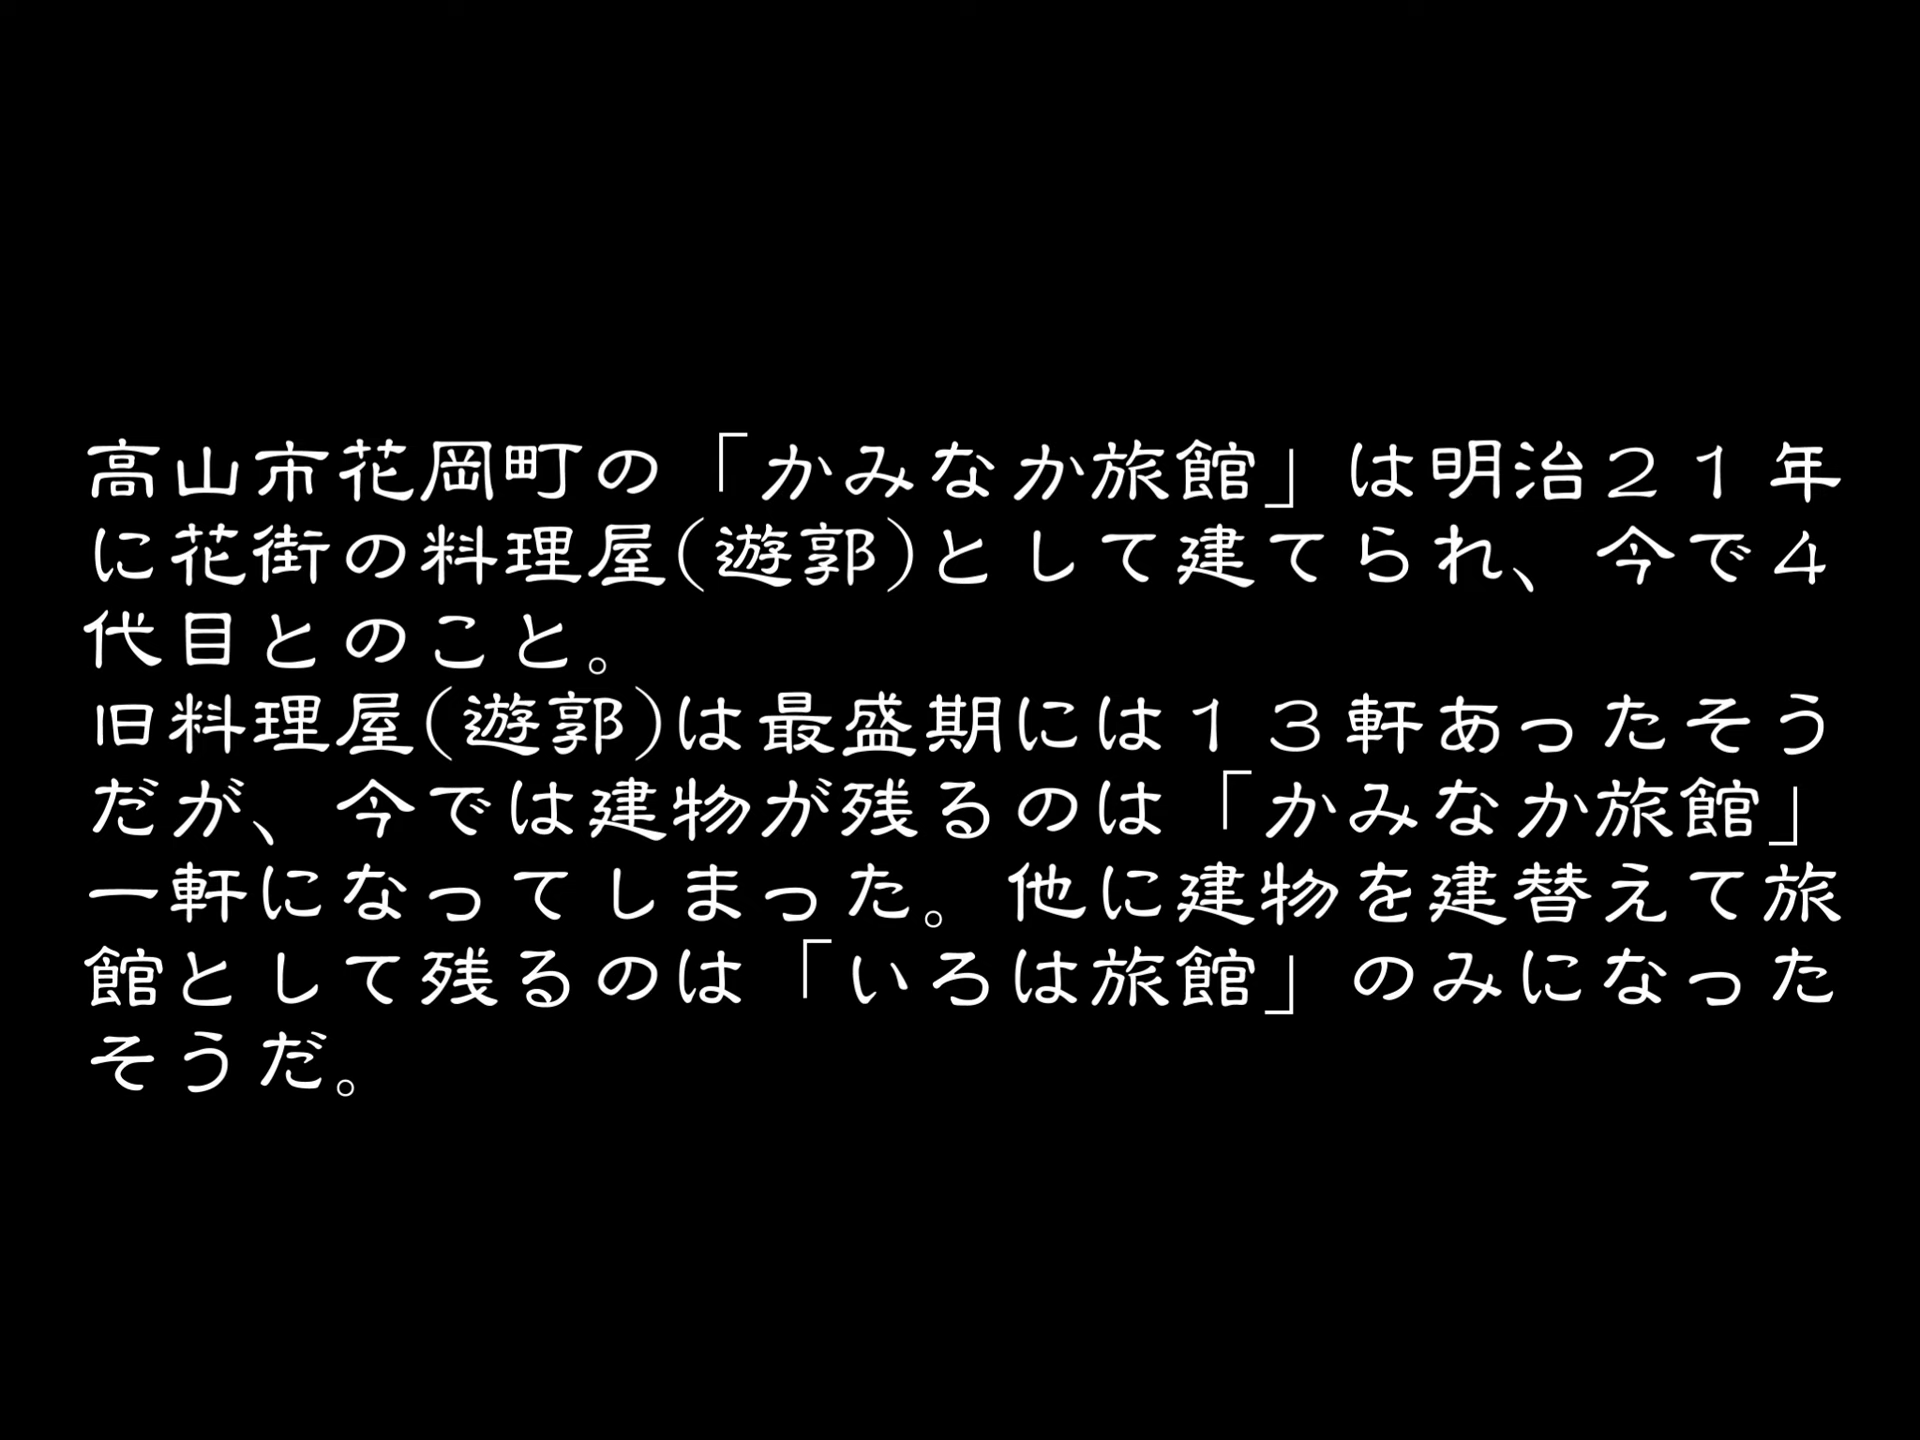 高山市花岡町の「かみなか旅館」は明治２１年
に花街の料理屋(遊郭)として建てられ、今で４
代目とのこと。
旧料理屋(遊郭)は最盛期には１３軒あったそう
だが、今では建物が残るのは「かみなか旅館」
一軒になってしまった。他に建物を建替えて旅
館として残るのは「いろは旅館」のみになった
そうだ。